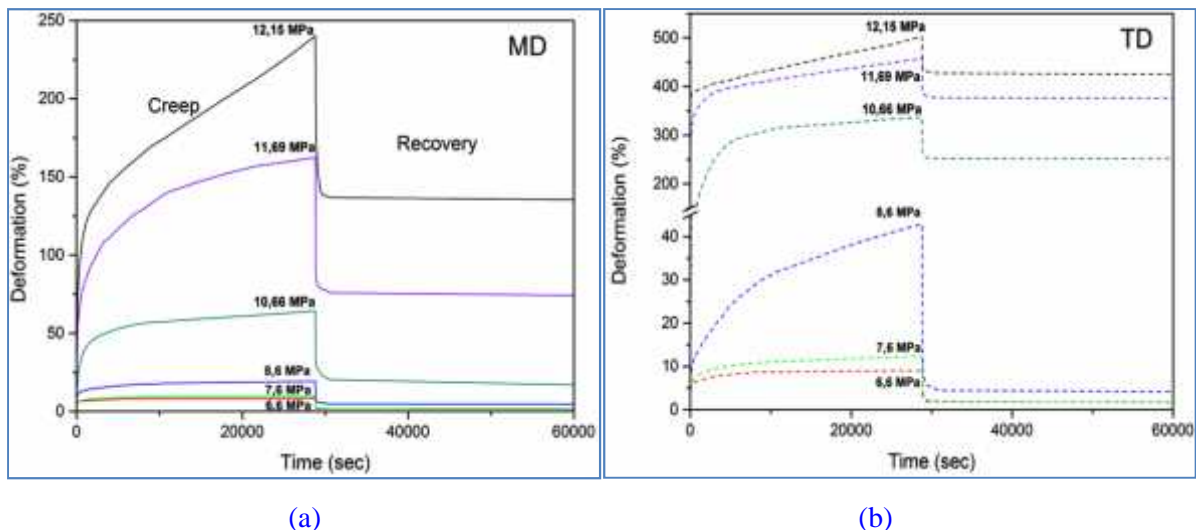 MD
250
200
150
100
50
0
Deformation (%)
12,15 MPa
Creep
11,69 MPa
Recovery
10,66 MPa
8,6 MPa
7,6 MPa
6,6 MPa
0 20000 40000 60000
Time (sec)
(a)
TD
500
400
300
200
40
30
20
10
0
Deformation (%)
12,15 MPa
11,69 MPa
10,66 MPa
8,6 MPa
7,6 MPa
6,6 MPa
0 20000 40000 60000
Time (sec)
(b)